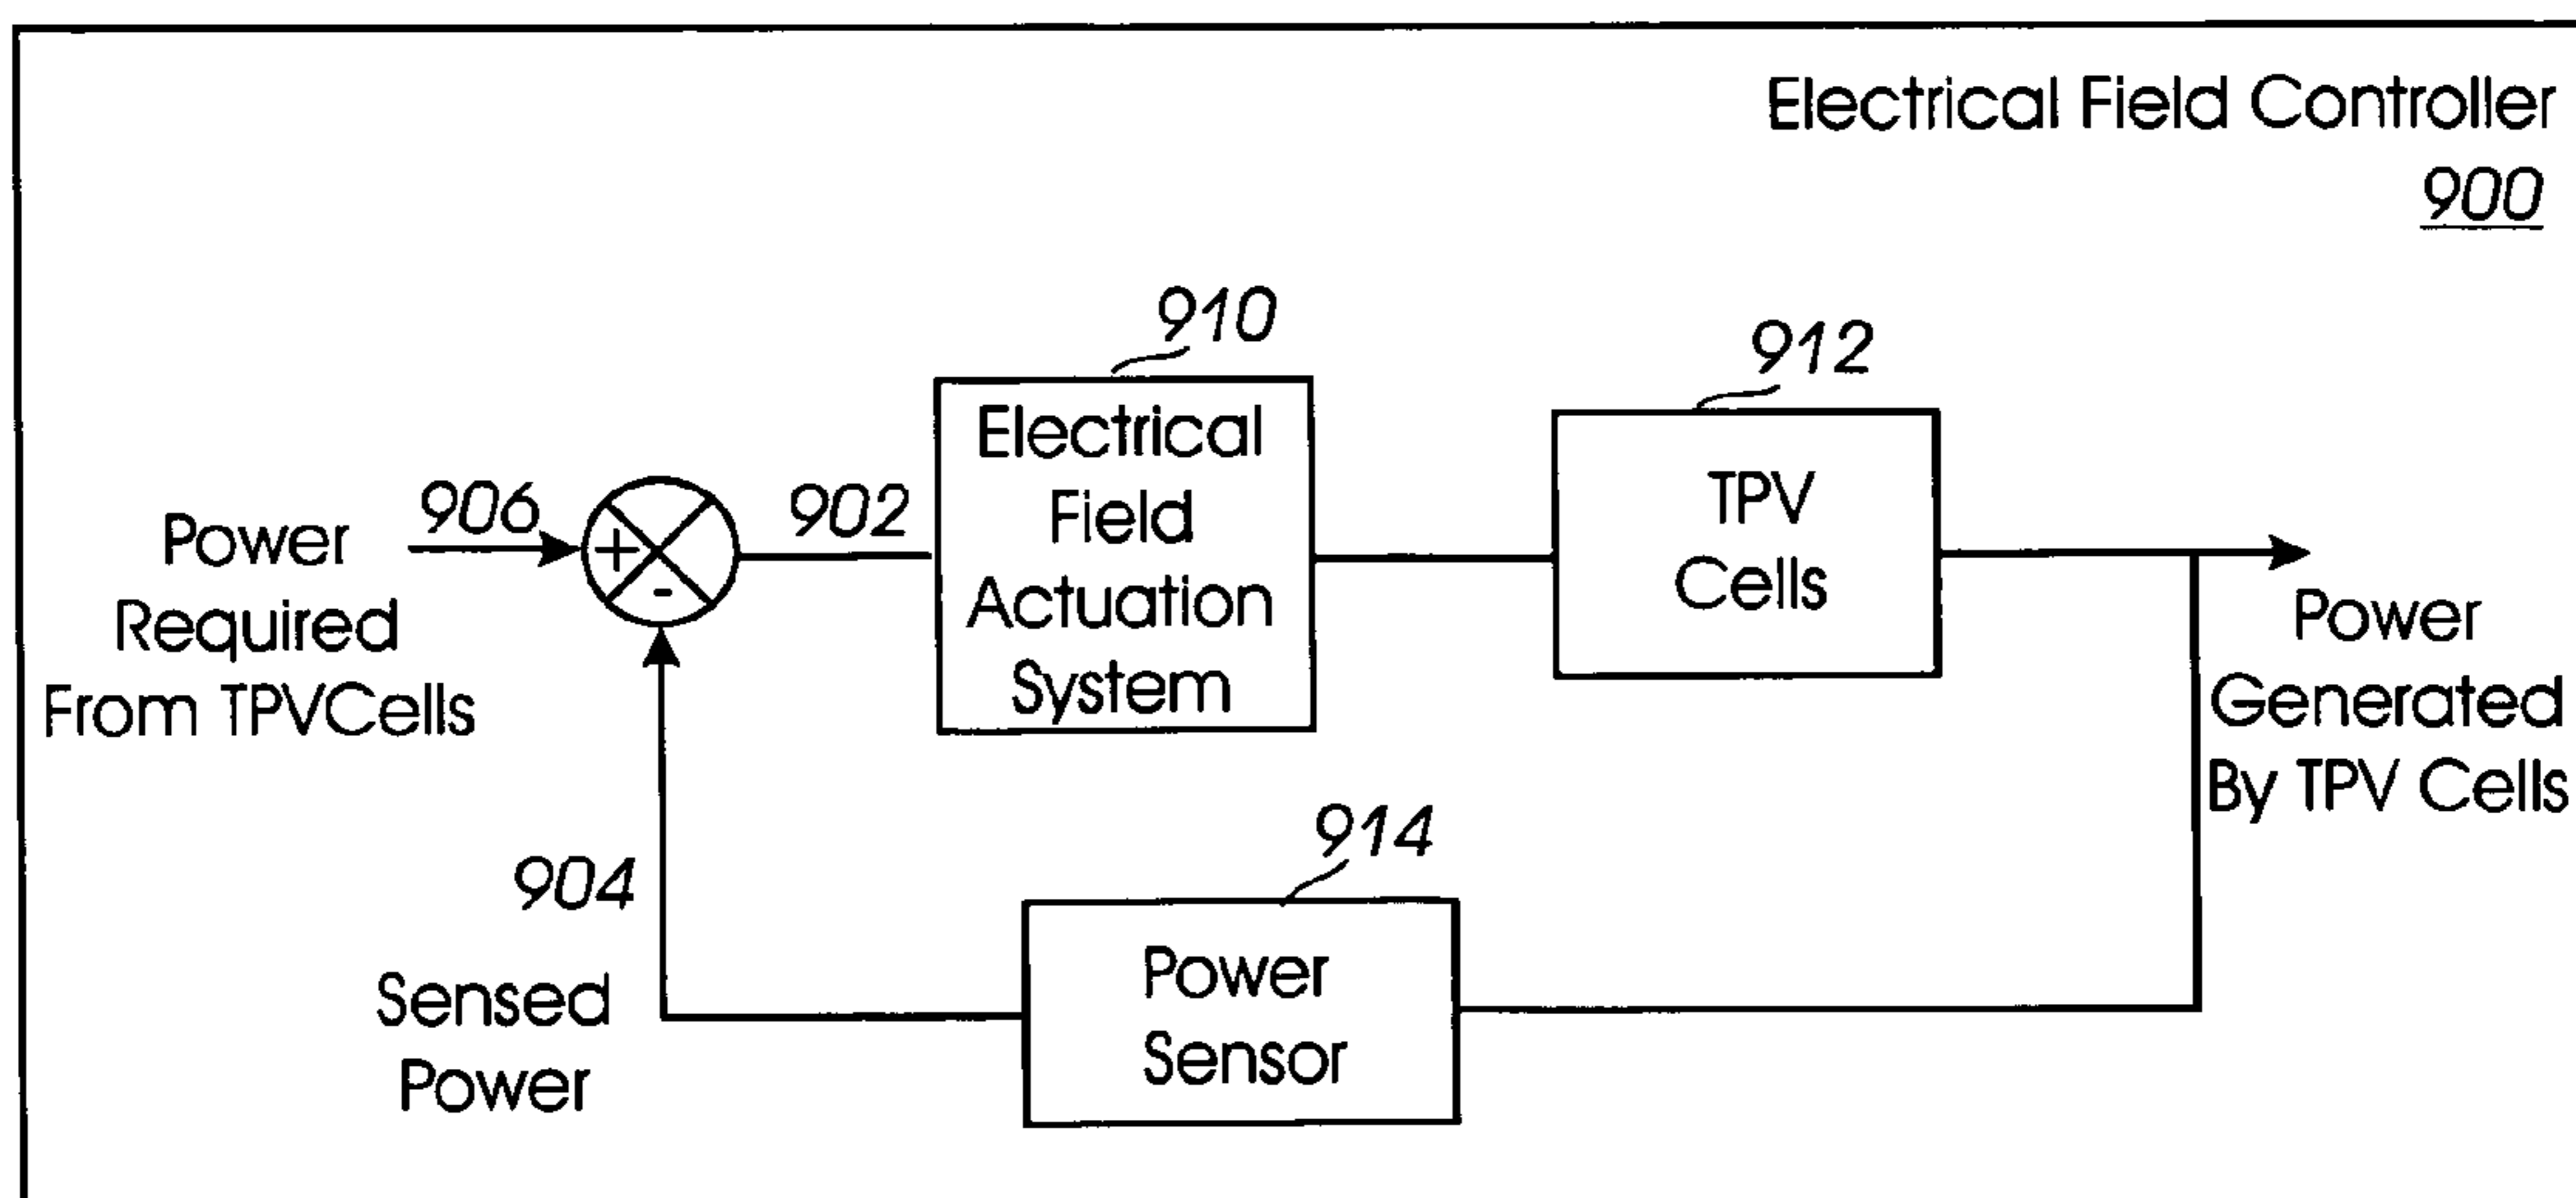 Electrical Field Controller
900
910
912
906
902
Power
Required
From TPVCells
+
-
Electrical
Field
Actuation
System
TPV
Cells
Power
Generated
By TPV Cells
904
914
Sensed
Power
Power
Sensor